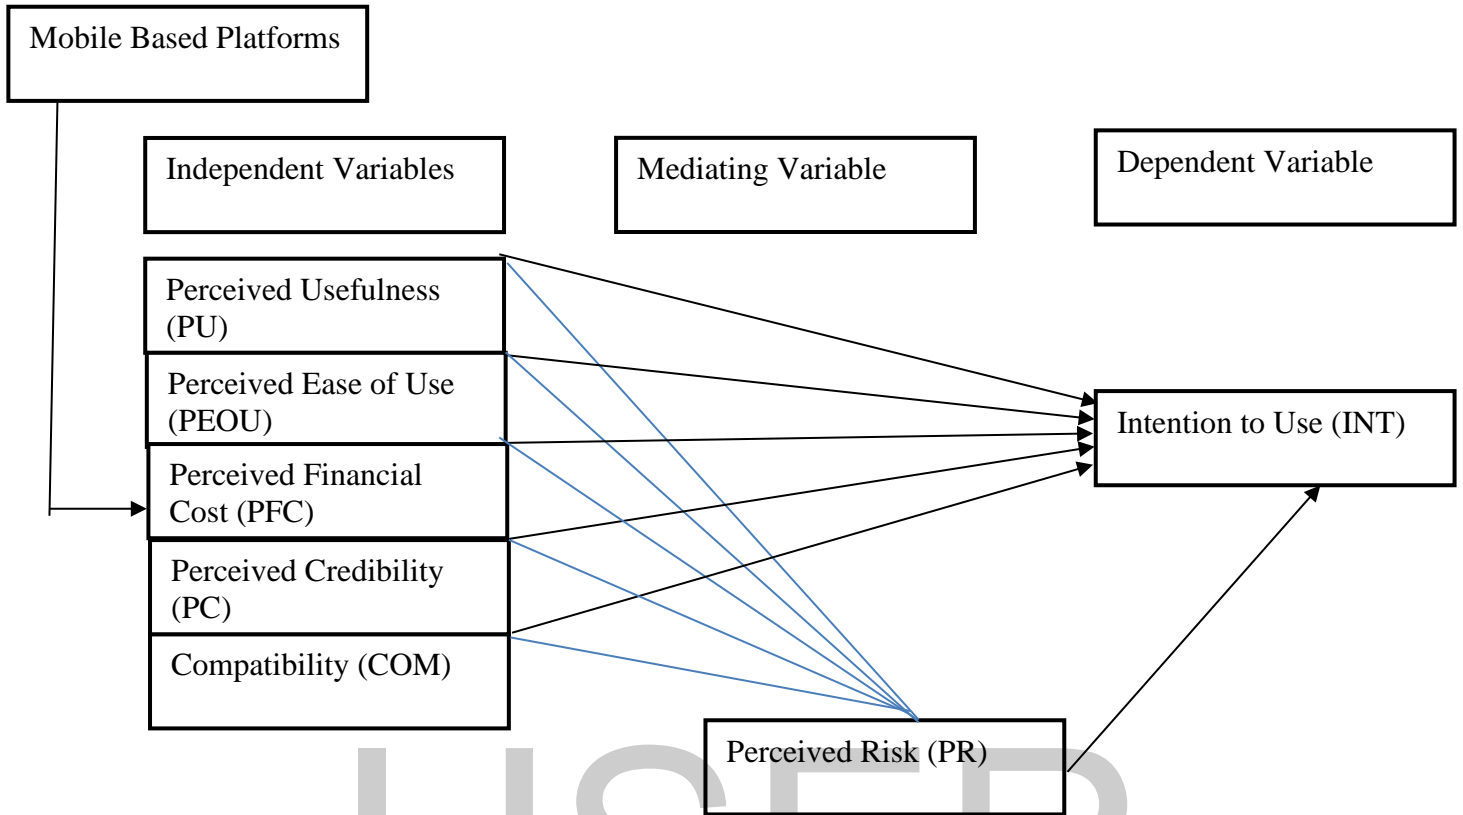 Mobile Based Platforms
Independent Variables
Mediating Variable
Dependent Variable
Perceived Usefulness
(PU)
Perceived Ease of Use
(PEOU)
Perceived Financial
Cost (PFC)
Perceived Credibility
(PC)
Compatibility (COM)
Intention to Use (INT)
Perceived Risk (PR)